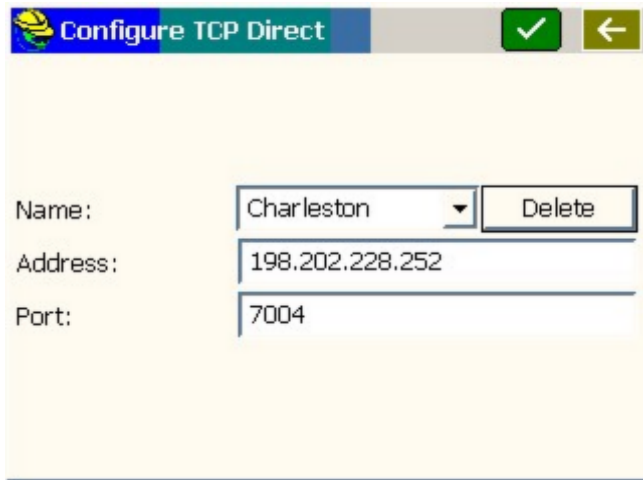 Configure TCP Direct
Name: Charleston Delete
Address: 198.202.228.252
Port: 7004